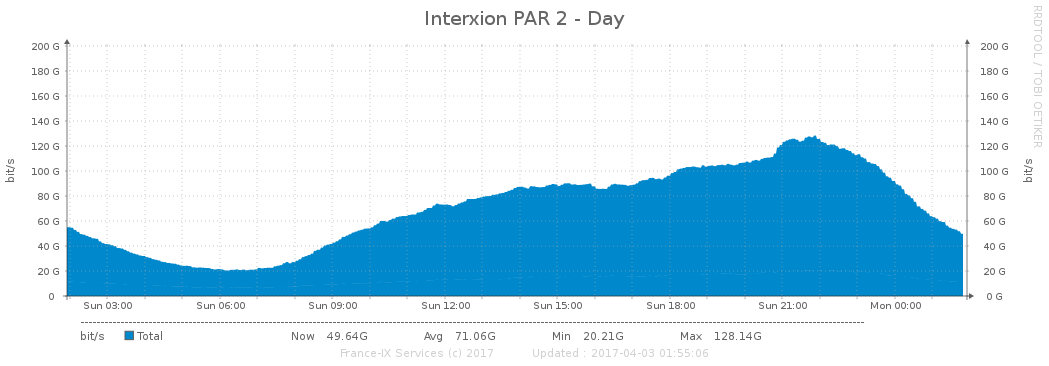 Interxion PAR 2 - Day
RRDTOOL / TOBI OETIKER
200 G 200 G
180 G 180 G
160 G 160 G
140 G 140 G
120 G 120 G
100 G 100 G
80 G 80 G
60 G 60 G
40 G 40 G
20 G 20 G
0 0 G
bit/s
bit/s
Sun 03:00 Sun 06:00 Sun 09:00 Sun 12:00 Sun 15:00 Sun 18:00 Sun 21:00 Mon 00:00
bit/s Total Now 49.64G Avg 71.06G Min 20.21G Max 128.14G
France-IX Services (c) 2017 Updated : 2017-04-03 01:55:06